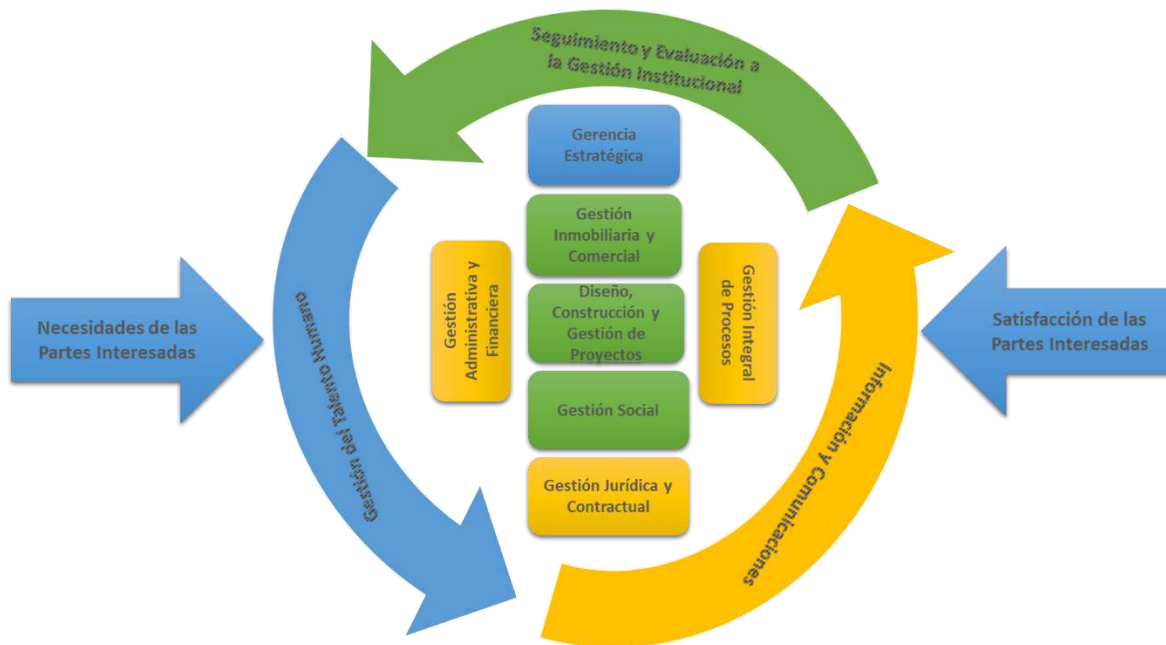 Seguimiento y Evaluación a
la Gestión Institucional
Gerencia
Estratégica
Gestión
Inmobiliaria y
Comercial
Gestión
Administrativa y
Financiera
Diseño,
Construcción y
Gestión de
Proyectos
Gestión Integral
de Procesos
Necesidades de las
Partes Interesadas
Gestión del Talento Humano
Satisfacción de las
Partes Interesadas
Gestión Social
Gestión Jurídica y
Contractual
Información y Comunicaciones